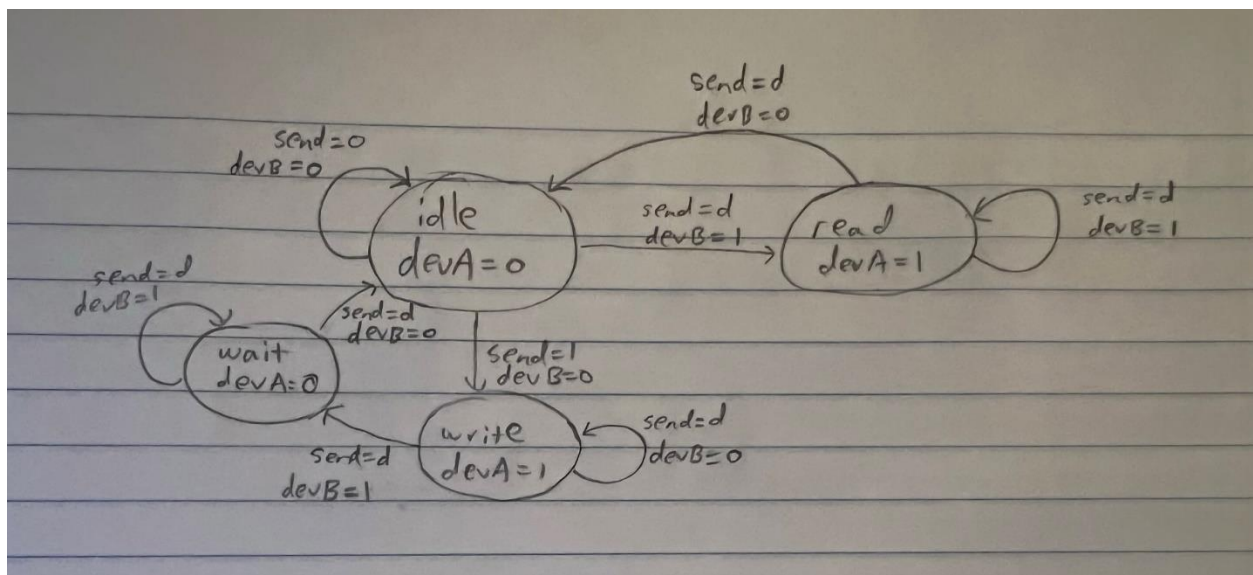 send=d
devB=0
send=0
devB=0
idle
devA=0
send=d
devB=1
read
devA=1
send=d
devB=1
send=d
devB=1
send=d
devB=0
wait
devA=0
send=1
devB=0
write
devA=1
send=d
devB=0
send=d
devB=1